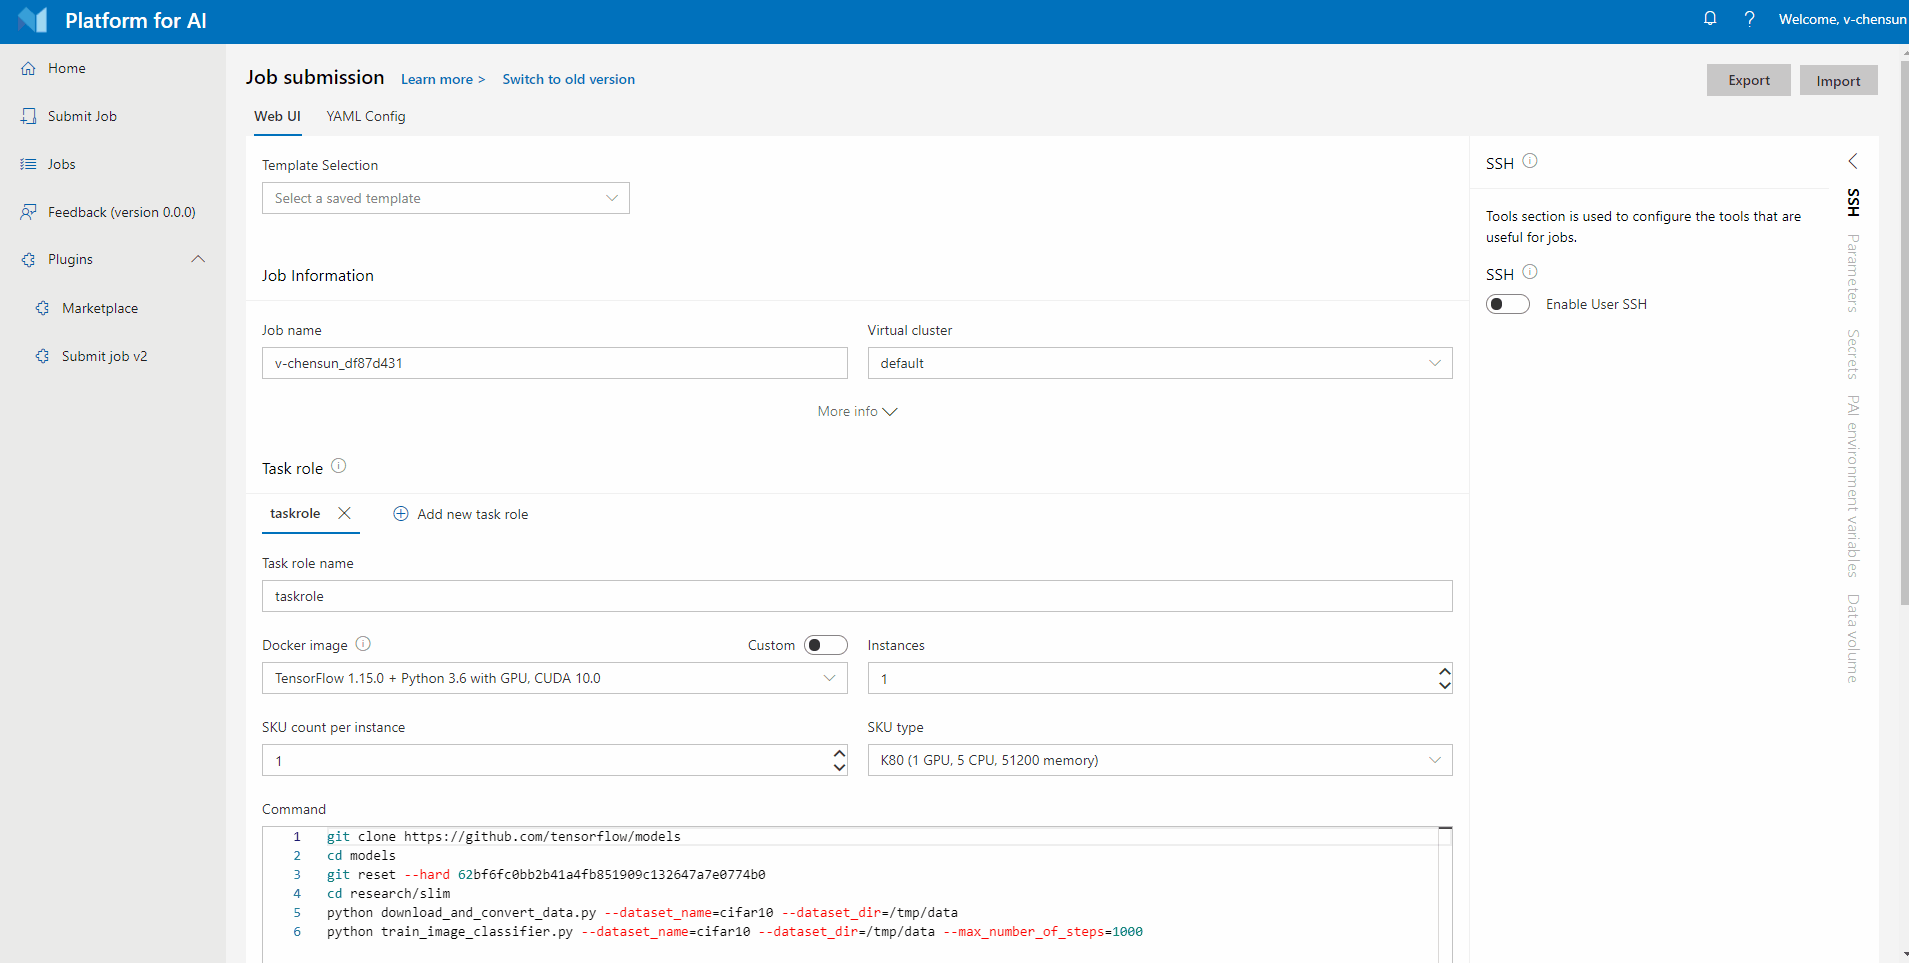 Platform for AI
Welcome, v-chensun
Home
Submit Job
Jobs
Feedback (version 0.0.0)
Plugins
Marketplace
Submit job v2
Job submission Learn more > Switch to old version
Export Import
Web UI YAML Config
Template Selection
Select a saved template
Job Information
Job name
v-chensun_df87d431
Virtual cluster
default
More info
Task role
taskrole Add new task role
Task role name
taskrole
Docker image Custom
TensorFlow 1.15.0 + Python 3.6 with GPU, CUDA 10.0
Instances
1
SKU count per instance
1
SKU type
K80 (1 GPU, 5 CPU, 51200 memory)
Command
1 git clone https://github.com/tensorflow/models
2 cd models
3 git reset --hard 62bf6fc0bb2b41a4fb851909c132647a7e0774b0
4 cd research/slim
5 python download_and_convert_data.py --dataset_name=cifar10 --dataset_dir=/tmp/data
6 python train_image_classifier.py --dataset_name=cifar10 --dataset_dir=/tmp/data --max_number_of_steps=1000
SSH
Tools section is used to configure the tools that are
useful for jobs.
SSH
Enable User SSH
SSH
Parameters
Secrets
PAI environment variables
Data volume